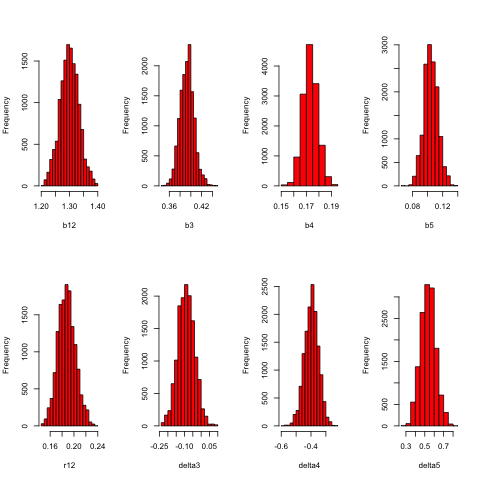 Frequency
0 500 1000 1500
1.20 1.30 1.40
b12
Frequency
0 500 1000 2000
0.36 0.42
b3
Frequency
0 1000 2000 3000 4000
0.15 0.17 0.19
b4
Frequency
0 500 1500 3000
0.08 0.12
b5
Frequency
0 500 1000 1500
0.16 0.20 0.24
r12
Frequency
0 500 1000 1500 2000
-0.25 -0.10 0.05
delta3
Frequency
0 500 1000 1500 2000 2500
-0.6 -0.4
delta4
Frequency
0 500 1500 2500
0.3 0.5 0.7
delta5